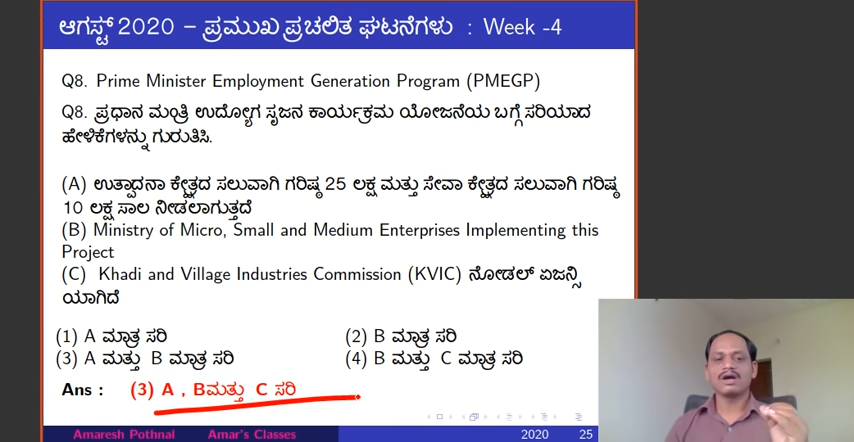 ಆಗಸ್ಟ್ 2020 – ಪ್ರಮುಖ ಪ್ರಚಲಿತ ಘಟನೆಗಳು : Week -4
Q8. Prime Minister Employment Generation Program (PMEGP)
Q8. ಪ್ರಧಾನ ಮಂತ್ರಿ ಉದ್ಯೋಗ ಸೃಜನ ಕಾರ್ಯಕ್ರಮ ಯೋಜನೆಯ ಬಗ್ಗೆ ಸರಿಯಾದ
ಹೇಳಿಕೆಗಳನ್ನು ಗುರುತಿಸಿ.
(A) ಉತ್ಪಾದನಾ ಕ್ಷೇತ್ರದ ಸಲುವಾಗಿ ಗರಿಷ್ಠ 25 ಲಕ್ಷ ಮತ್ತು ಸೇವಾ ಕ್ಷೇತ್ರದ ಸಲುವಾಗಿ ಗರಿಷ್ಠ
10 ಲಕ್ಷ ಸಾಲ ನೀಡಲಾಗುತ್ತದೆ
(B) Ministry of Micro, Small and Medium Enterprises Implementing this
Project
(C) Khadi and Village Industries Commission (KVIC) ನೋಡಲ್ ಏಜನ್ಸಿ
ಯಾಗಿದೆ
(1) A ಮಾತ್ರ ಸರಿ (2) B ಮಾತ್ರ ಸರಿ
(3) A ಮತ್ತು B ಮಾತ್ರ ಸರಿ (4) B ಮತ್ತು C ಮಾತ್ರ ಸರಿ
Ans : (3) A , Bಮತ್ತು C ಸರಿ
Amaresh Pothnal Amar's Classes 2020 25